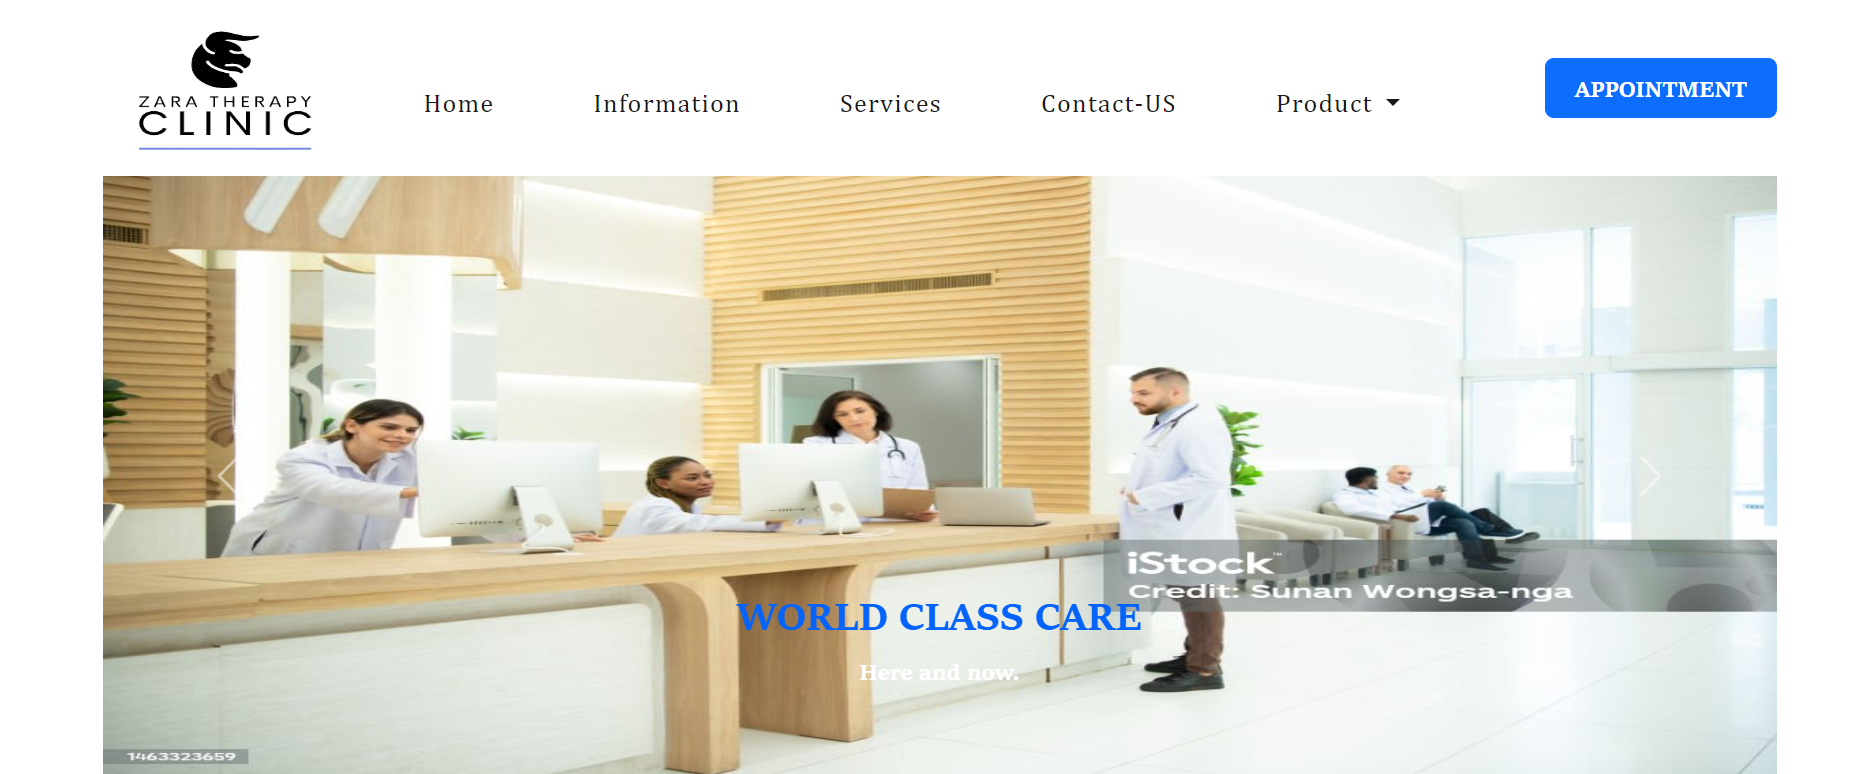 ZARA THERAPY
CLINIC
Home
Information
Services
Contact-US
Product
APPOINTMENT
iStock™
Credit: Sunan Wongsa-nga
WORLD CLASS CARE
Here and now.
1463323659